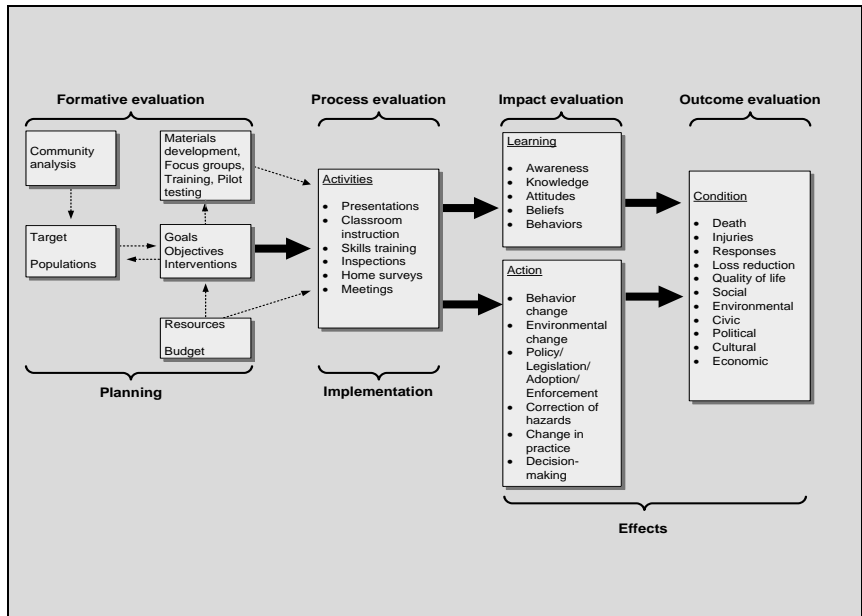 Formative evaluation
Process evaluation
Impact evaluation
Outcome evaluation
Community
analysis
Materials
development,
Focus groups,
Training, Pilot
testing
Target
Populations
Goals
Objectives
Interventions
Resources
Budget
Planning
Activities
• Presentations
• Classroom
instruction
• Skills training
• Inspections
• Home surveys
• Meetings
Implementation
Learning
• Awareness
• Knowledge
• Attitudes
• Beliefs
• Behaviors
Action
• Behavior
change
• Environmental
change
• Policy/
Legislation/
Adoption/
Enforcement
• Correction of
hazards
• Change in
practice
• Decision-
making
Condition
• Death
• Injuries
• Responses
• Loss reduction
• Quality of life
• Social
• Environmental
• Civic
• Political
• Cultural
• Economic
Effects